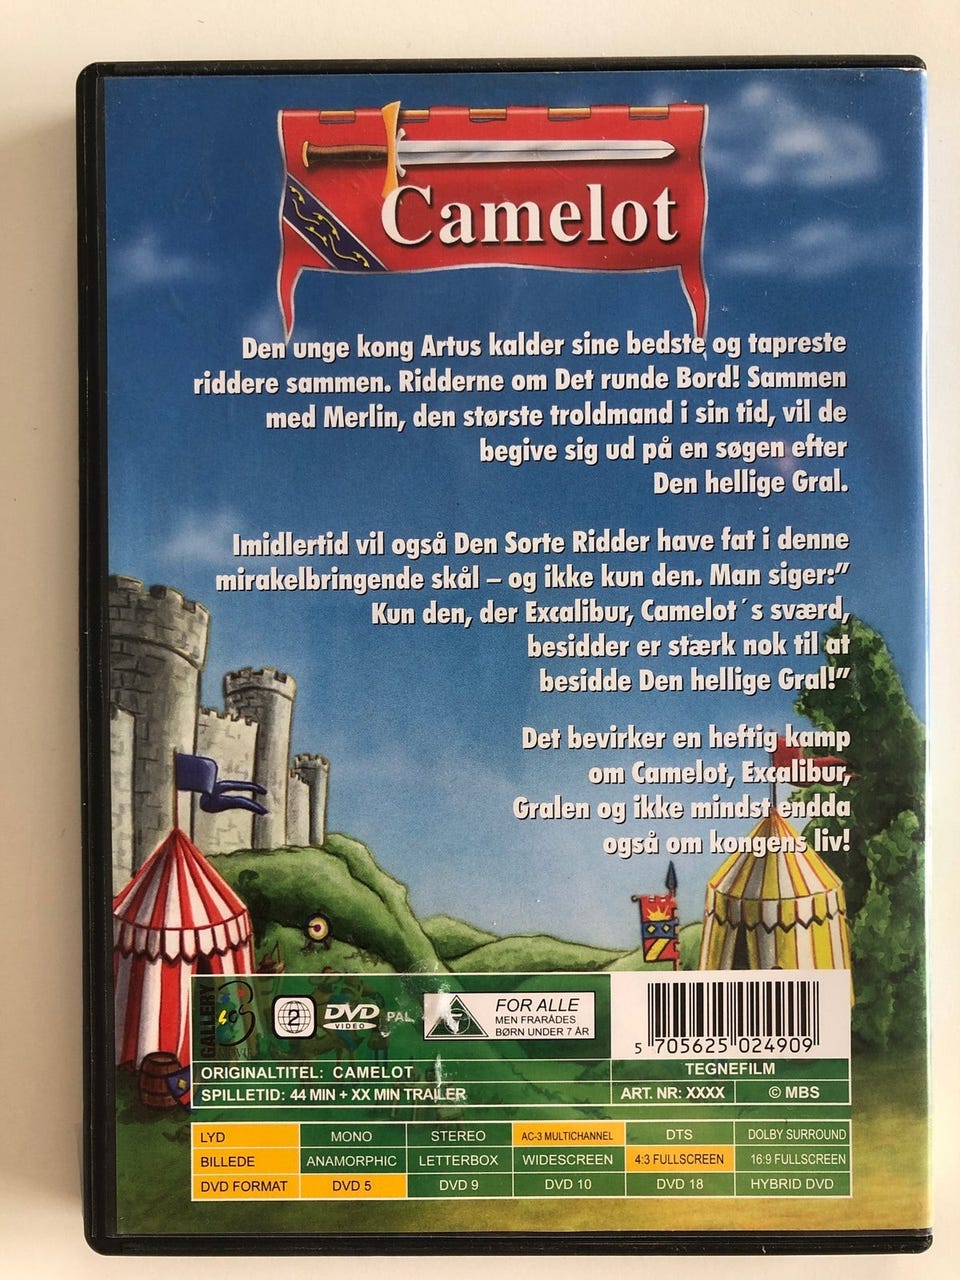 Camelot
Den unge kong Artus kalder sine bedste og tapreste
riddere sammen. Ridderne om Det runde Bord! Sammen
med Merlin, den største troldmand i sin tid, vil de
begive sig ud på en søgen efter
Den hellige Gral.
Imidlertid vil også Den Sorte Ridder have fat i denne
mirakelbringende skål – og ikke kun den. Man siger:”
Kun den, der Excalibur, Camelot´s sværd,
besidder er stærk nok til at
besidde Den hellige Gral!”
Det bevirker en heftig kamp
om Camelot, Excalibur,
Gralen og ikke mindst endda
også om kongens liv!
GALLERY
2
DVD
VIDEO
PAL
FOR ALLE
MEN FRARÅDES
BØRN UNDER 7 ÅR
5 705625 024909
ORIGINALTITEL: CAMELOT
TEGNEFILM
SPILLETID: 44 MIN + XX MIN TRAILER
ART. NR: XXXX
© MBS
LYD MONO STEREO AC-3 MULTICHANNEL DTS DOLBY SURROUND
BILLEDE ANAMORPHIC LETTERBOX WIDESCREEN 4:3 FULLSCREEN 16:9 FULLSCREEN
DVD FORMAT DVD 5 DVD 9 DVD 10 DVD 18 HYBRID DVD